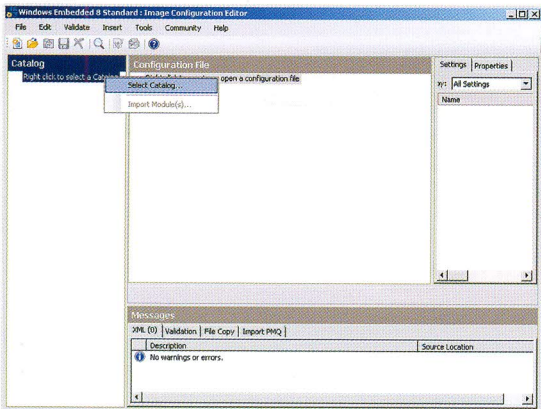 Windows Embedded 8 Standard : Image Configuration Editor
File Edit Validate Insert Tools Community Help
Catalog
Right click to select a Catalog
Select Catalog...
Import Module(s)...
Configuration File
open a configuration file
Settings Properties
By: All Settings
Name
Messages
XML (0) Validation File Copy Import PMQ
Description Source Location
No warnings or errors.